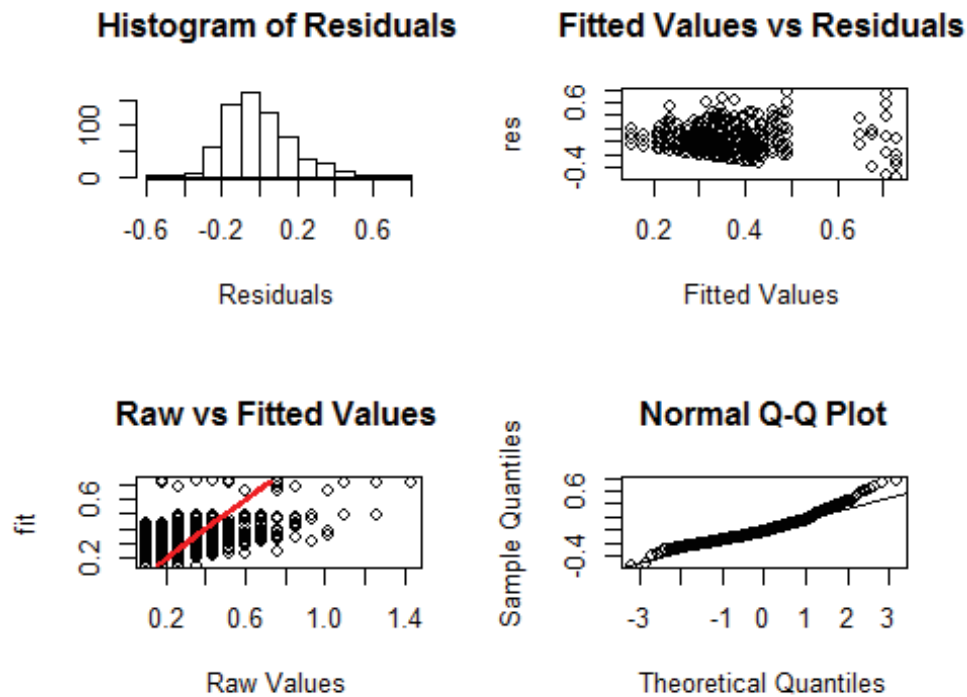 Histogram of Residuals
100
0
-0.6 -0.2 0.2 0.6
Residuals
Fitted Values vs Residuals
res
0.6
-0.4
0.2 0.4 0.6
Fitted Values
Raw vs Fitted Values
fit
0.6
0.2
0.2 0.6 1.0 1.4
Raw Values
Normal Q-Q Plot
Sample Quantiles
0.6
-0.4
-3 -1 0 1 2 3
Theoretical Quantiles